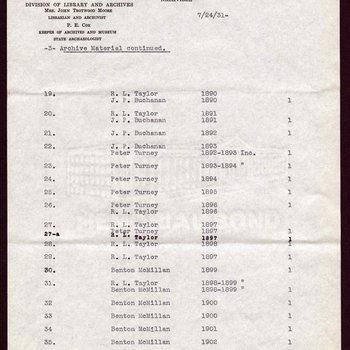 Nashville
DIVISION OF LIBRARY AND ARCHIVES
MRS. JOHN TROTWOOD MOORE
LIBRARIAN AND ARCHIVIST
P. E. COX
KEEPER OF ARCHIVES AND MUSEUM
STATE ARCHAEOLOGIST
7/24/31-
-3- Archive Material continued.
19. R. L. Taylor 1890
J. P. Buchanan 1890 1
20. R. L. Taylor 1891
J. P. Buchanan 1891 1
21. J. P. Buchanan 1892 1
22. J. P. Buchanan 1893
Peter Turney 1892-1893 Inc. 1
23. Peter Turney 1893-1894 " 1
24 Peter Turney 1894 1
25 Peter Turney 1895 1
26 Peter Turney 1896 1
R. L. Taylor 1896
27. R. L. Taylor 1897 1
Peter Turney 1897 1
27-a R. L. Taylor 1897 1
28. R. L. Taylor 1898 1
29. R. L. Taylor 1897 1
30. Benton McMillan 1899 1
31. R. L. Taylor 1898-1899 "
Benton McMillan 1898-1899 " 1
32 Benton McMillan 1900 1
34 Benton McMillan 1901 1
35. Benton McMillan 1902 1